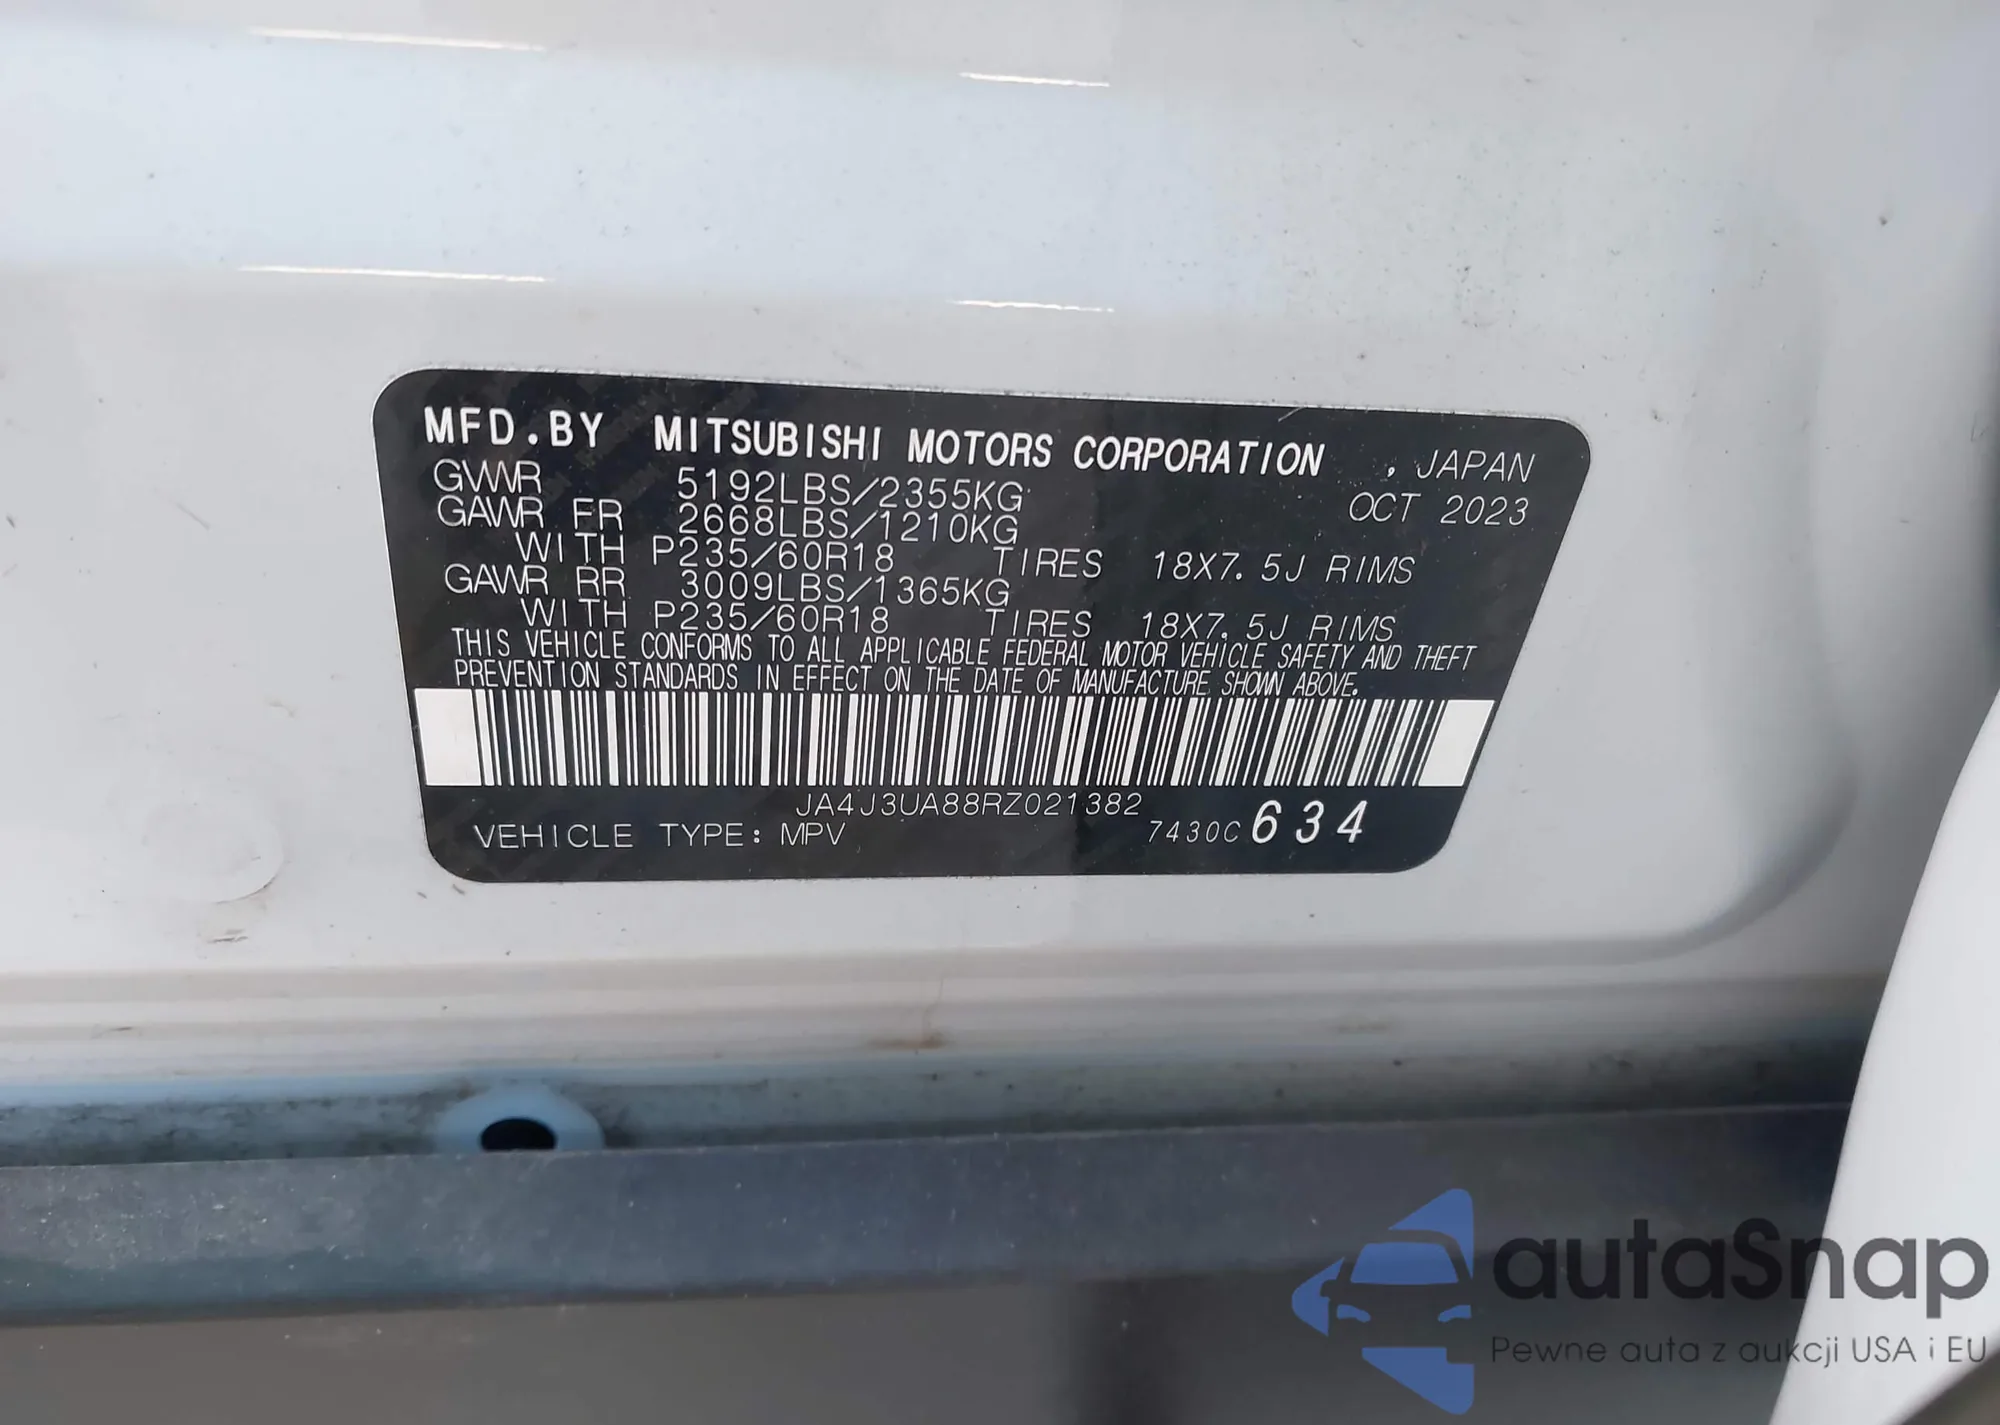 MFD.BY MITSUBISHI MOTORS CORPORATION , JAPAN
GVWR 5192LBS/2355KG OCT 2023
GAWR FR 2668LBS/1210KG
WITH P235/60R18 TIRES 18X7.5J RIMS
GAWR RR 3009LBS/1365KG
WITH P235/60R18 TIRES 18X7.5J RIMS
THIS VEHICLE CONFORMS TO ALL APPLICABLE FEDERAL MOTOR VEHICLE SAFETY AND THEFT
PREVENTION STANDARDS IN EFFECT ON THE DATE OF MANUFACTURE SHOWN ABOVE.
JA4J3UA88RZ021382
VEHICLE TYPE: MPV 7430C 634
autaSnap
Pewne auta z aukcji USA i EU